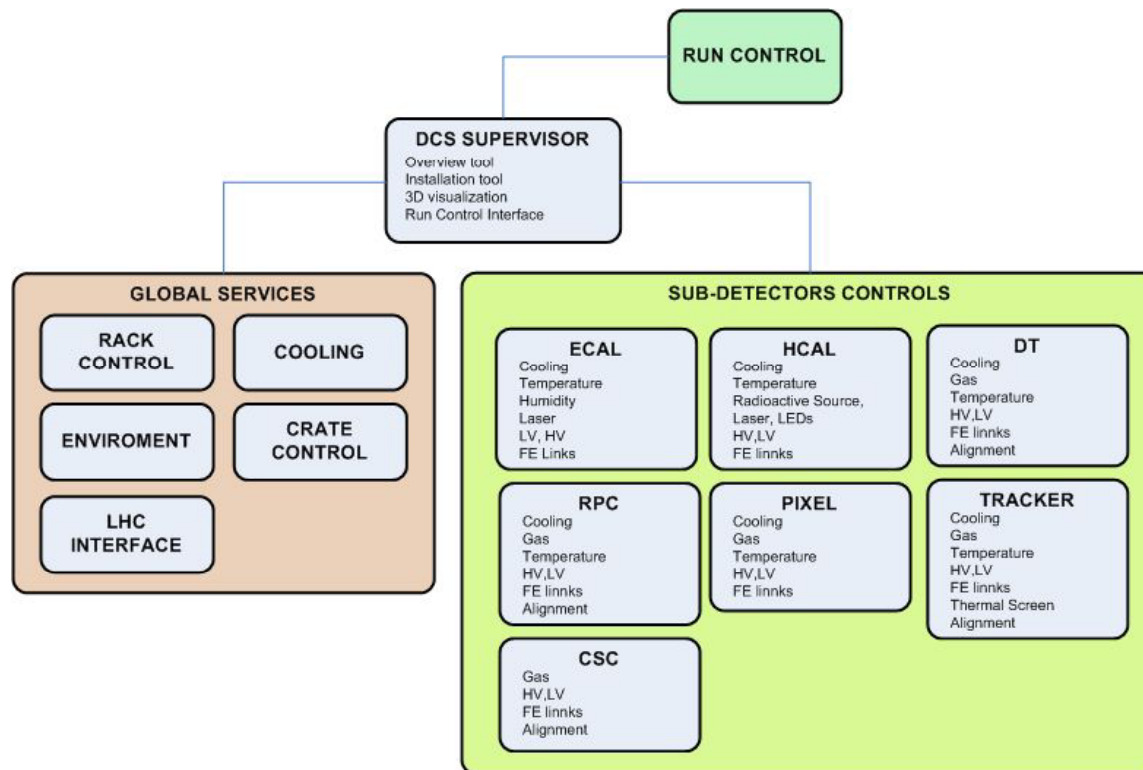 RUN CONTROL
DCS SUPERVISOR
Overview tool
Installation tool
3D visualization
Run Control Interface
GLOBAL SERVICES
RACK
CONTROL
COOLING
ENVIROMENT
CRATE
CONTROL
LHC
INTERFACE
SUB-DETECTORS CONTROLS
ECAL
Cooling
Temperature
Humidity
Laser
LV, HV
FE Links
HCAL
Cooling
Temperature
Radioactive Source,
Laser, LEDs
HV,LV
FE linnks
DT
Cooling
Gas
Temperature
HV,LV
FE linnks
Alignment
RPC
Cooling
Gas
Temperature
HV,LV
FE linnks
Alignment
PIXEL
Cooling
Gas
Temperature
HV,LV
FE linnks
TRACKER
Cooling
Gas
Temperature
HV,LV
FE linnks
Thermal Screen
Alignment
CSC
Gas
HV,LV
FE linnks
Alignment